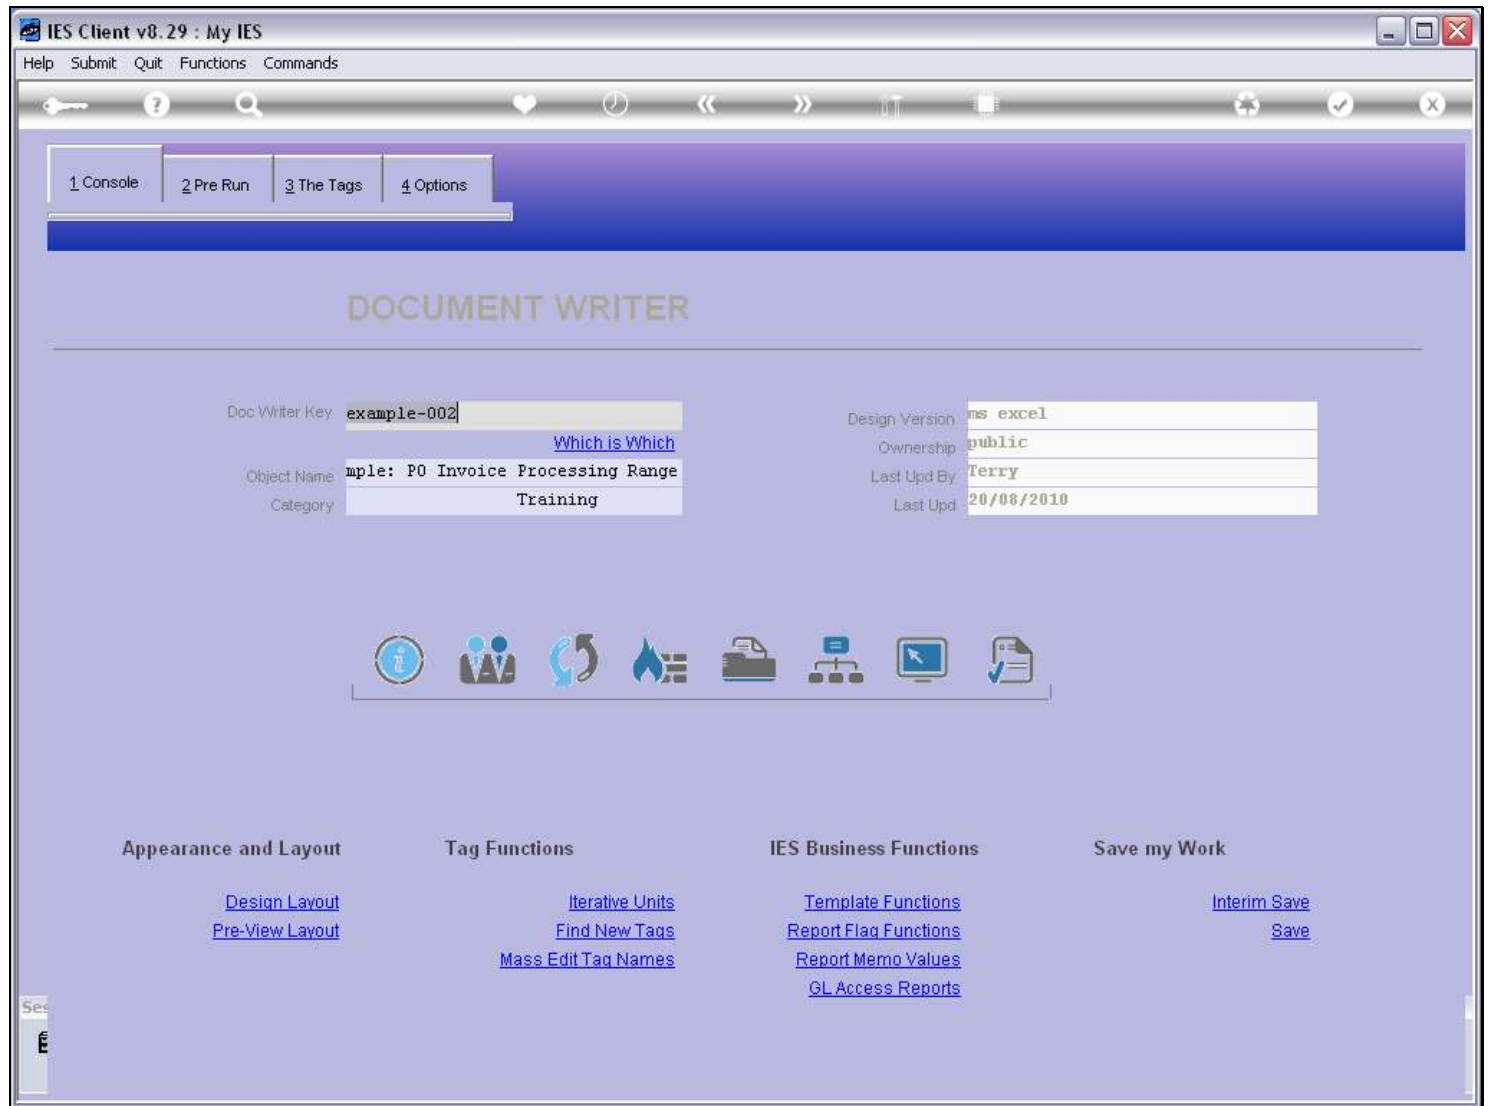 IES Client v8.29 : My IES
Help Submit Quit Functions Commands
1 Console 2 Pre Run 3 The Tags 4 Options
DOCUMENT WRITER
Doc Writer Key example-002
Which is Which
Object Name mple: PO Invoice Processing Range
Category Training
Design Version ms excel
Ownership public
Last Upd By Terry
Last Upd 20/08/2010
Appearance and Layout
Design Layout
Pre-View Layout
Tag Functions
Iterative Units
Find New Tags
Mass Edit Tag Names
IES Business Functions
Template Functions
Report Flag Functions
Report Memo Values
GL Access Reports
Save my Work
Interim Save
Save